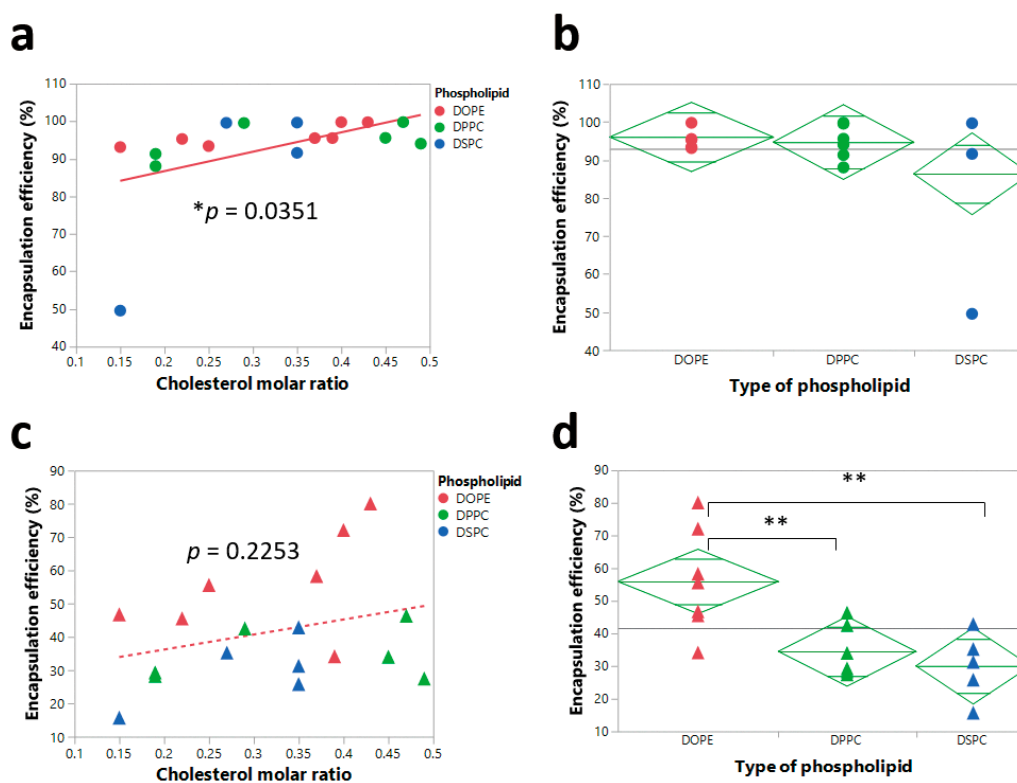 a
Encapsulation efficiency (%)
110
100
90
80
70
60
50
40
*p = 0.0351
0.1 0.15 0.2 0.25 0.3 0.35 0.4 0.45 0.5
Cholesterol molar ratio
Phospholipid
DOPE
DPPC
DSPC
b
Encapsulation efficiency (%)
110
100
90
80
70
60
50
40
DOPE DPPC DSPC
Type of phospholipid
c
Encapsulation efficiency (%)
90
80
70
60
50
40
30
20
10
p = 0.2253
0.1 0.15 0.2 0.25 0.3 0.35 0.4 0.45 0.5
Cholesterol molar ratio
Phospholipid
DOPE
DPPC
DSPC
d
Encapsulation efficiency (%)
90
80
70
60
50
40
30
20
10
**
**
DOPE DPPC DSPC
Type of phospholipid